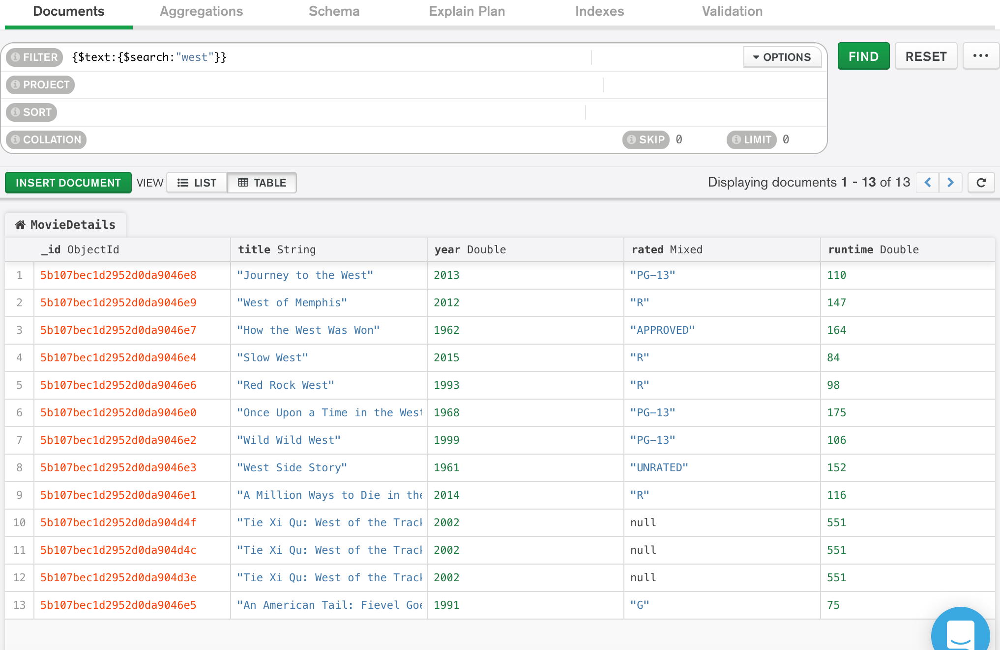 Documents Aggregations Schema Explain Plan Indexes Validation
FILTER {$text:{$search:"west"}} OPTIONS FIND RESET ...
PROJECT
SORT
COLLATION SKIP 0 LIMIT 0
INSERT DOCUMENT VIEW LIST TABLE Displaying documents 1 - 13 of 13
MovieDetails
_id ObjectId title String year Double rated Mixed runtime Double
1 5b107bec1d2952d0da9046e8 "Journey to the West" 2013 "PG-13" 110
2 5b107bec1d2952d0da9046e9 "West of Memphis" 2012 "R" 147
3 5b107bec1d2952d0da9046e7 "How the West Was Won" 1962 "APPROVED" 164
4 5b107bec1d2952d0da9046e4 "Slow West" 2015 "R" 84
5 5b107bec1d2952d0da9046e6 "Red Rock West" 1993 "R" 98
6 5b107bec1d2952d0da9046e0 "Once Upon a Time in the West 1968 "PG-13" 175
7 5b107bec1d2952d0da9046e2 "Wild Wild West" 1999 "PG-13" 106
8 5b107bec1d2952d0da9046e3 "West Side Story" 1961 "UNRATED" 152
9 5b107bec1d2952d0da9046e1 "A Million Ways to Die in the 2014 "R" 116
10 5b107bec1d2952d0da904d4f "Tie Xi Qu: West of the Track 2002 null 551
11 5b107bec1d2952d0da904d4c "Tie Xi Qu: West of the Track 2002 null 551
12 5b107bec1d2952d0da904d3e "Tie Xi Qu: West of the Track 2002 null 551
13 5b107bec1d2952d0da9046e5 "An American Tail: Fievel Goe 1991 "G" 75